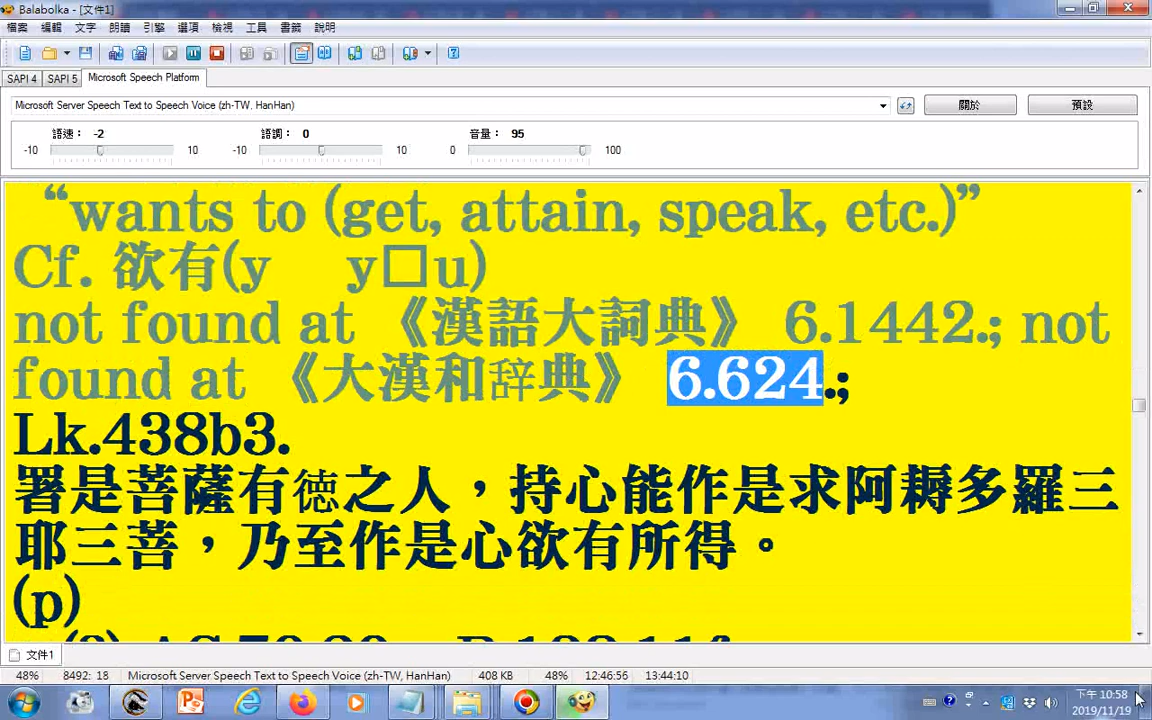 Balabolka - [文件1]
檔案 編輯 文字 朗讀 引擎 選項 檢視 工具 書籤 說明
SAPI 4 SAPI 5 Microsoft Speech Platform
Microsoft Server Speech Text to Speech Voice (zh-TW, HanHan) 關於 預設
語速： -2 語調： 0 音量： 95
-10 10 -10 10 0 100
“wants to (get, attain, speak, etc.)”
Cf. 欲有(y y□u)
not found at 《漢語大詞典》 6.1442.; not
found at 《大漢和辞典》 6.624.;
Lk.438b3.
署是菩薩有徳之人，持心能作是求阿耨多羅三
耶三菩，乃至作是心欲有所得。
(p)
文件1
48% 8492: 18 Microsoft Server Speech Text to Speech Voice (zh-TW, HanHan) 408 KB 48% 12:46:56 13:44:10
下午 10:58
2019/11/19